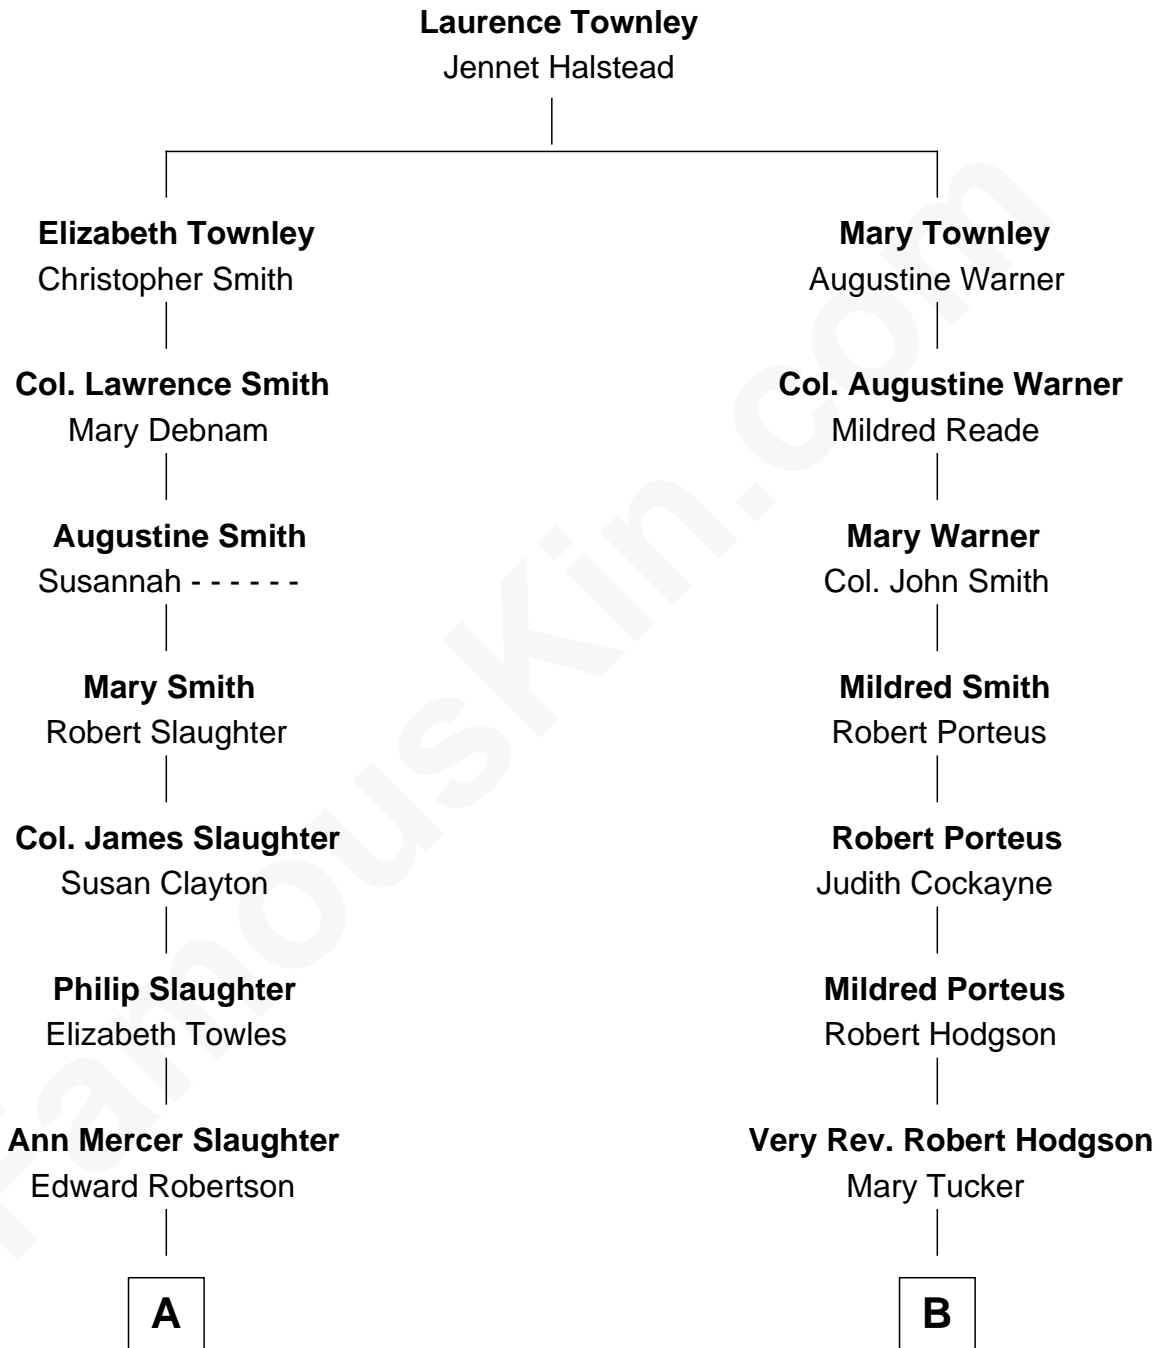 Laurence Townley
Jennet Halstead
Elizabeth Townley
Christopher Smith
Mary Townley
Augustine Warner
Col. Lawrence Smith
Mary Debnam
Col. Augustine Warner
Mildred Reade
Augustine Smith
Susannah - - - - - -
Mary Warner
Col. John Smith
Mary Smith
Robert Slaughter
Mildred Smith
Robert Porteus
Col. James Slaughter
Susan Clayton
Robert Porteus
Judith Cockayne
Philip Slaughter
Elizabeth Towles
Mildred Porteus
Robert Hodgson
Ann Mercer Slaughter
Edward Robertson
Very Rev. Robert Hodgson
Mary Tucker
A
B
FamousKin.com